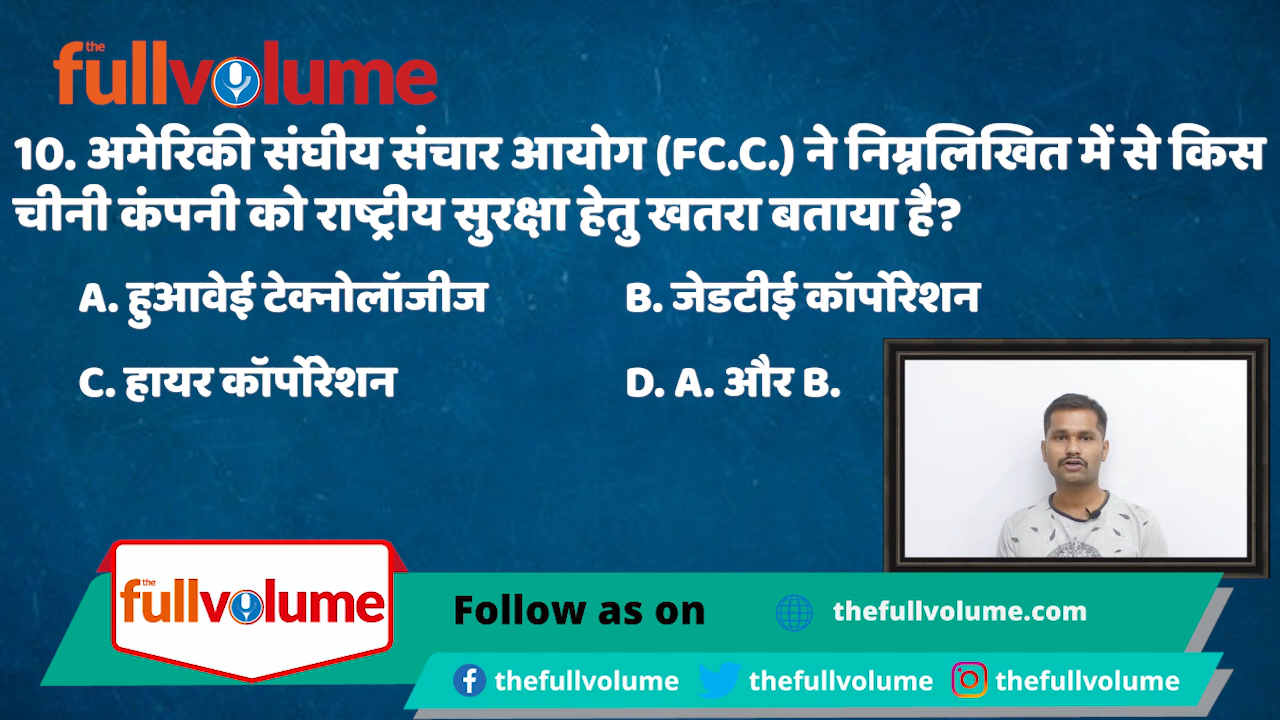 the
fullvolume
10. अमेरिकी संघीय संचार आयोग (FC.C.) ने निम्नलिखित में से किस
चीनी कंपनी को राष्ट्रीय सुरक्षा हेतु खतरा बताया है?
A. हुआवेई टेक्नोलॉजीज B. जेडटीई कॉर्पोरेशन
C. हायर कॉर्पोरेशन D. A. और B.
the
fullvolume
Follow as on thefullvolume.com
thefullvolume thefullvolume thefullvolume